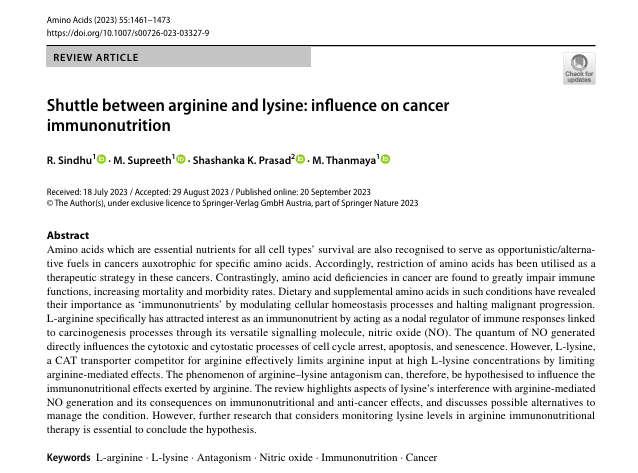 Amino Acids (2023) 55:1461–1473
https://doi.org/10.1007/s00726-023-03327-9
REVIEW ARTICLE
Check for
updates
Shuttle between arginine and lysine: influence on cancer
immunonutrition
R. Sindhu1 · M. Supreeth1 · Shashanka K. Prasad2 · M. Thanmaya1
Received: 18 July 2023 / Accepted: 29 August 2023 / Published online: 20 September 2023
© The Author(s), under exclusive licence to Springer-Verlag GmbH Austria, part of Springer Nature 2023
Abstract
Amino acids which are essential nutrients for all cell types' survival are also recognised to serve as opportunistic/alterna-
tive fuels in cancers auxotrophic for specific amino acids. Accordingly, restriction of amino acids has been utilised as a
therapeutic strategy in these cancers. Contrastingly, amino acid deficiencies in cancer are found to greatly impair immune
functions, increasing mortality and morbidity rates. Dietary and supplemental amino acids in such conditions have revealed
their importance as 'immunonutrients' by modulating cellular homeostasis processes and halting malignant progression.
L-arginine specifically has attracted interest as an immunonutrient by acting as a nodal regulator of immune responses linked
to carcinogenesis processes through its versatile signalling molecule, nitric oxide (NO). The quantum of NO generated
directly influences the cytotoxic and cytostatic processes of cell cycle arrest, apoptosis, and senescence. However, L-lysine,
a CAT transporter competitor for arginine effectively limits arginine input at high L-lysine concentrations by limiting
arginine-mediated effects. The phenomenon of arginine–lysine antagonism can, therefore, be hypothesised to influence the
immunonutritional effects exerted by arginine. The review highlights aspects of lysine's interference with arginine-mediated
NO generation and its consequences on immunonutritional and anti-cancer effects, and discusses possible alternatives to
manage the condition. However, further research that considers monitoring lysine levels in arginine immunonutritional
therapy is essential to conclude the hypothesis.
Keywords L-arginine · L-lysine · Antagonism · Nitric oxide · Immunonutrition · Cancer